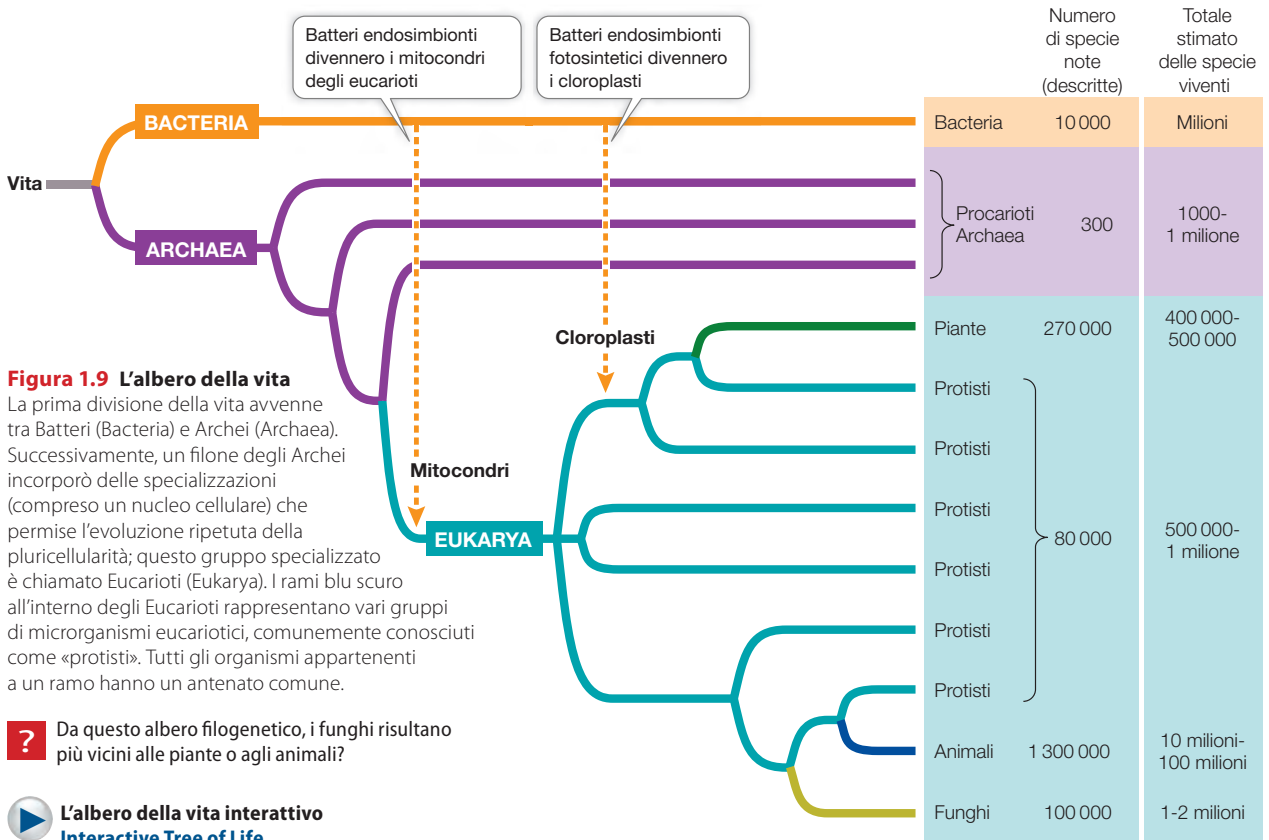 Batteri endosimbionti
divennero i mitocondri
degli eucarioti
Batteri endosimbionti
fotosintetici divennero
i cloroplasti
Numero
di specie
note
(descritte)
Totale
stimato
delle specie
viventi
BACTERIA
Bacteria 10 000 Milioni
Vita
ARCHAEA
Procarioti
Archaea
300
1000-
1 milione
Cloroplasti
Piante 270 000
400 000-
500 000
Protisti
Protisti
Protisti
Protisti
Protisti
Protisti
80 000
500 000-
1 milione
Mitocondri
EUKARYA
Animali 1 300 000
10 milioni-
100 milioni
Funghi 100 000 1-2 milioni
Figura 1.9 L'albero della vita
La prima divisione della vita avvenne
tra Batteri (Bacteria) e Archei (Archaea).
Successivamente, un filone degli Archei
incorporò delle specializzazioni
(compreso un nucleo cellulare) che
permise l'evoluzione ripetuta della
pluricellularità; questo gruppo specializzato
è chiamato Eucarioti (Eukarya). I rami blu scuro
all'interno degli Eucarioti rappresentano vari gruppi
di microrganismi eucariotici, comunemente conosciuti
come «protisti». Tutti gli organismi appartenenti
a un ramo hanno un antenato comune.
? Da questo albero filogenetico, i funghi risultano
più vicini alle piante o agli animali?
L'albero della vita interattivo
Interactive Tree of Life